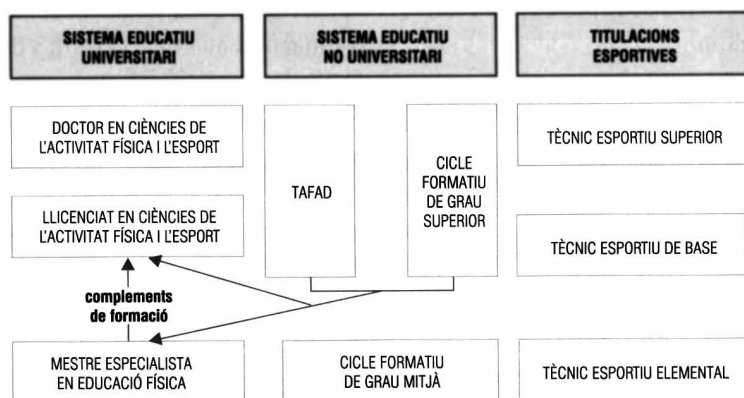 SISTEMA EDUCATIU
UNIVERSITARI
SISTEMA EDUCATIU
NO UNIVERSITARI
TITULACIONS
ESPORTIVES
DOCTOR EN CIÈNCIES DE
L'ACTIVITAT FÍSICA I L'ESPORT
TAFAD
CICLE
FORMATIU
DE GRAU
SUPERIOR
TÈCNIC ESPORTIU SUPERIOR
LLICENCIAT EN CIÈNCIES DE
L'ACTIVITAT FÍSICA I L'ESPORT
TÈCNIC ESPORTIU DE BASE
complements
de formació
MESTRE ESPECIALISTA
EN EDUCACIÓ FÍSICA
CICLE FORMATIU
DE GRAU MITJÀ
TÈCNIC ESPORTIU ELEMENTAL